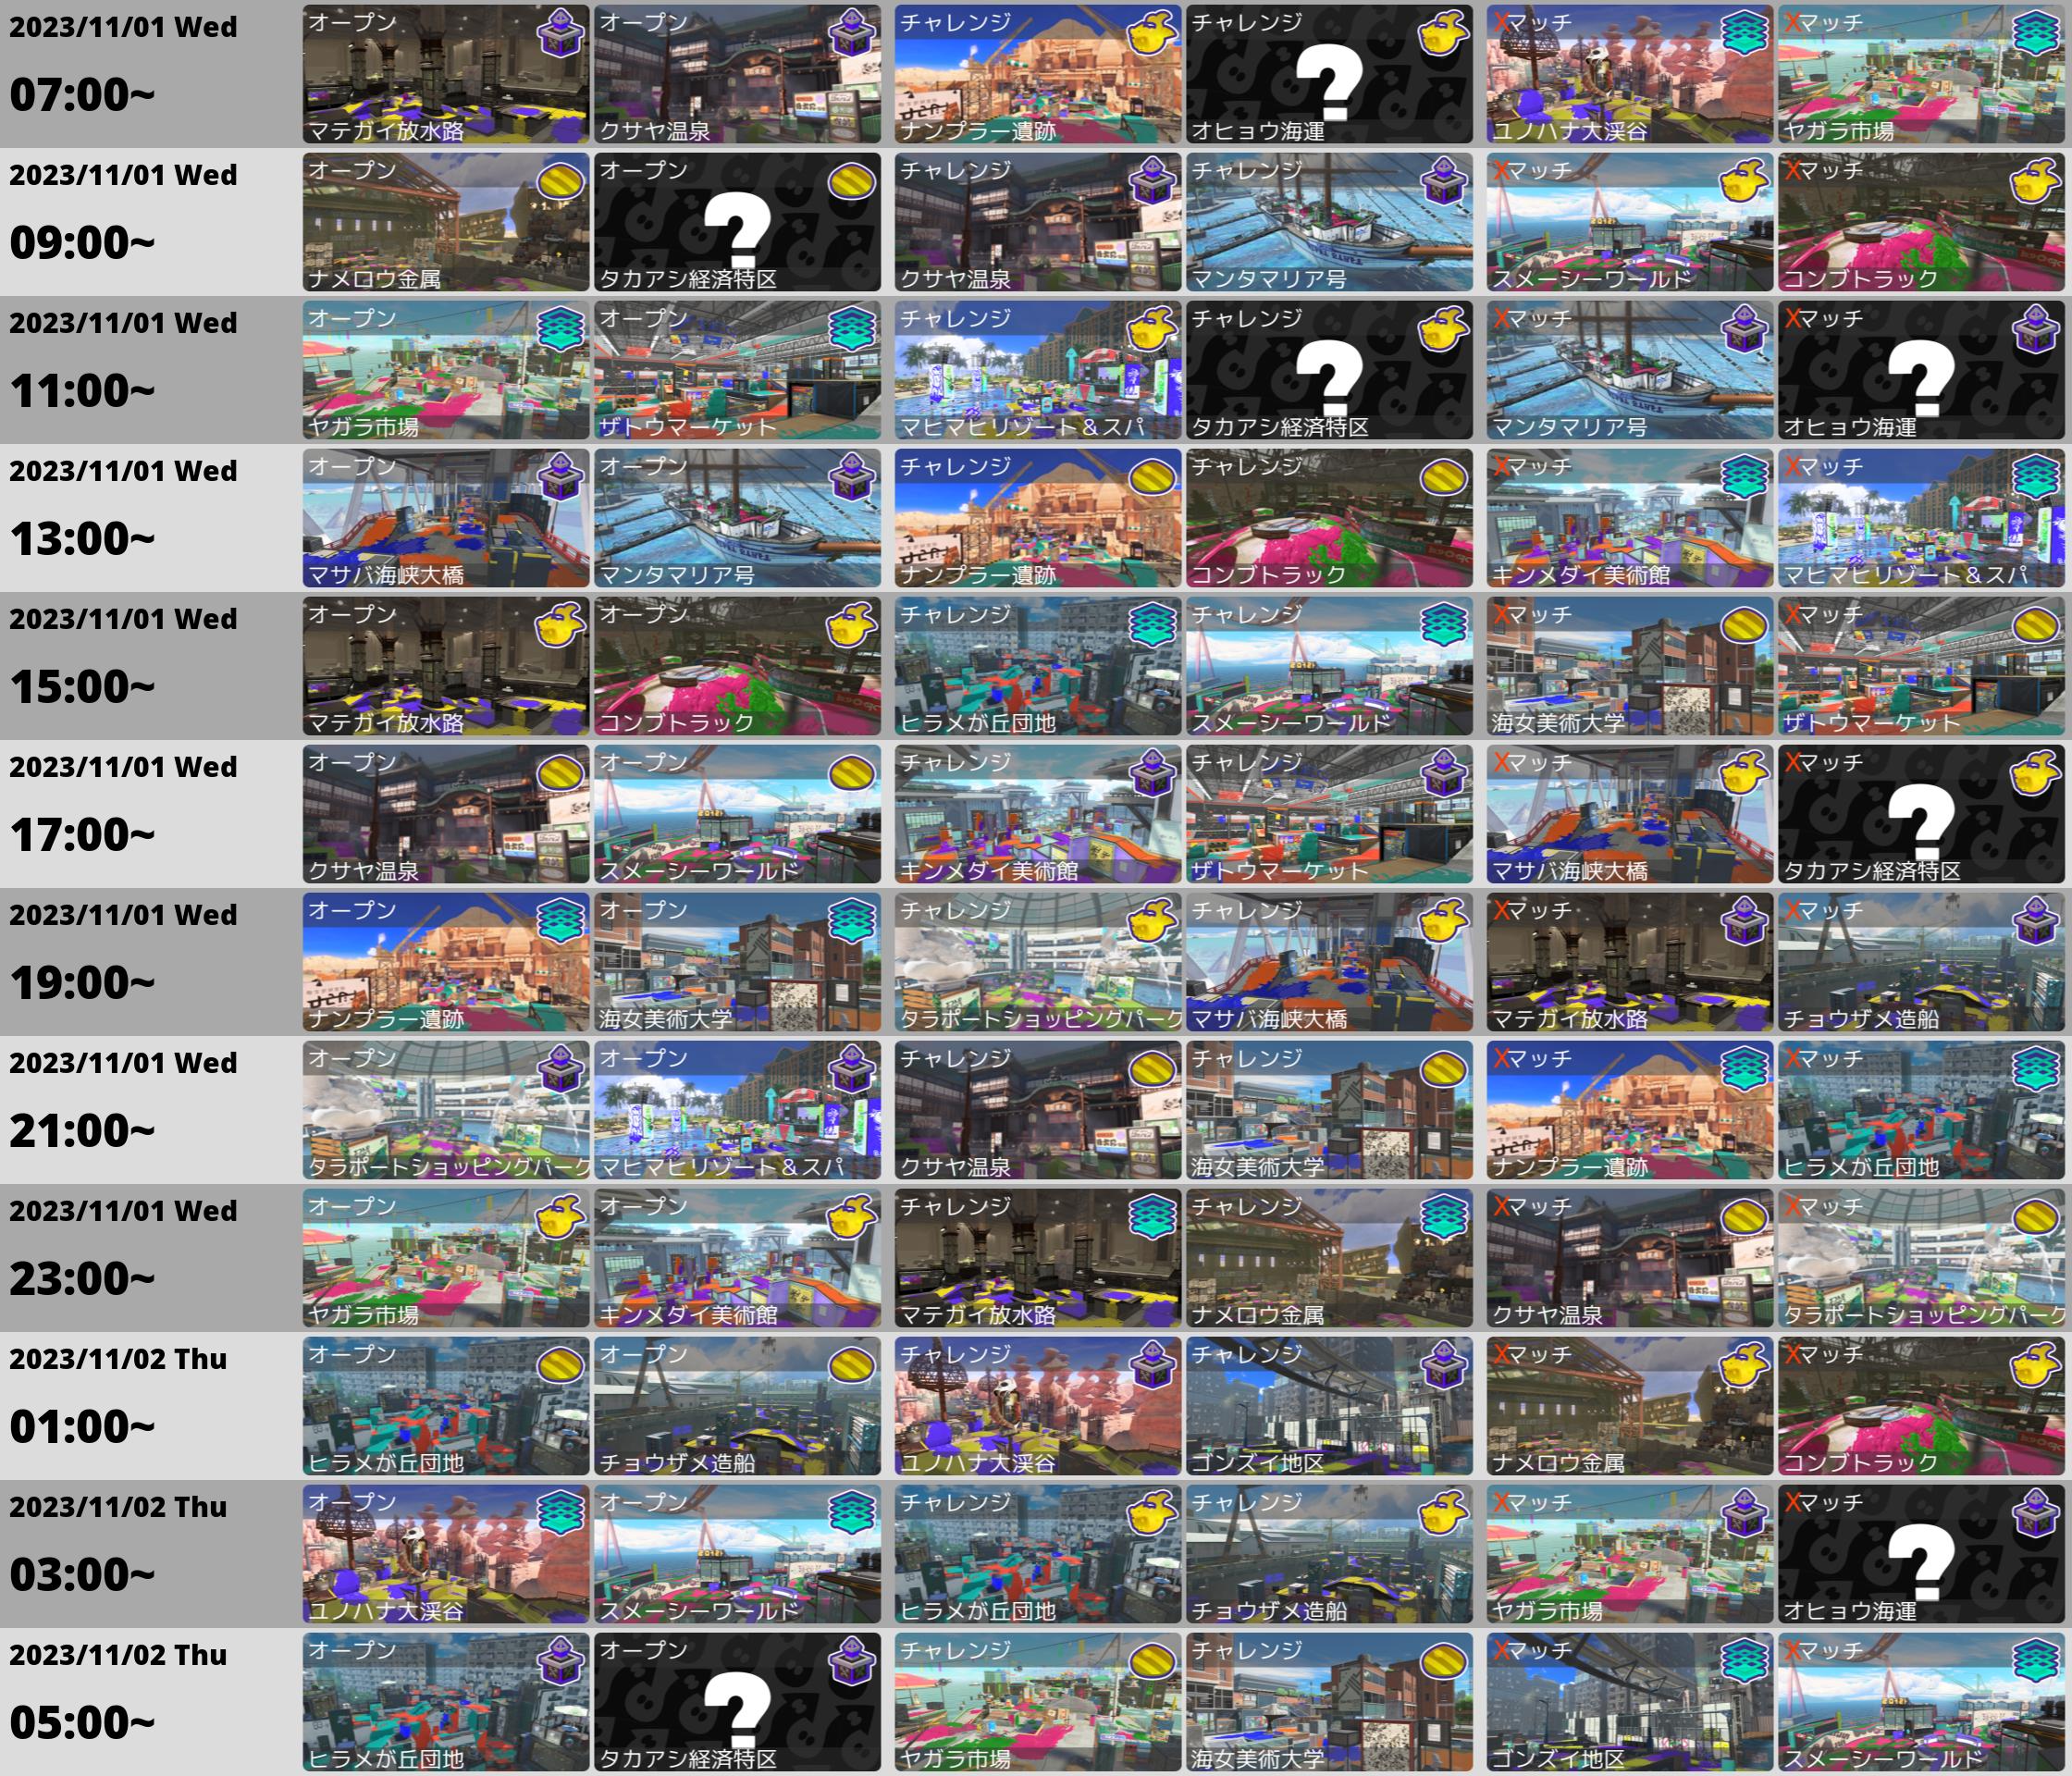 2023/11/01 Wed
07:00~
オープン
マテガイ放水路
オープン
クサヤ温泉
チャレンジ
ナンプラー遺跡
チャレンジ
オヒョウ海運
Xマッチ
ユノハナ大渓谷
Xマッチ
ヤガラ市場
2023/11/01 Wed
09:00~
オープン
ナメロウ金属
オープン
タカアシ経済特区
チャレンジ
クサヤ温泉
チャレンジ
マンタマリア号
Xマッチ
スメーシーワールド
Xマッチ
コンブトラック
2023/11/01 Wed
11:00~
オープン
ヤガラ市場
オープン
ザトウマーケット
チャレンジ
マヒマヒリゾート＆スパ
チャレンジ
タカアシ経済特区
Xマッチ
マンタマリア号
Xマッチ
オヒョウ海運
2023/11/01 Wed
13:00~
オープン
マサバ海峡大橋
オープン
マンタマリア号
チャレンジ
ナンプラー遺跡
チャレンジ
コンブトラック
Xマッチ
キンメダイ美術館
Xマッチ
マヒマヒリゾート＆スパ
2023/11/01 Wed
15:00~
オープン
マテガイ放水路
オープン
コンブトラック
チャレンジ
ヒラメが丘団地
チャレンジ
スメーシーワールド
Xマッチ
海女美術大学
Xマッチ
ザトウマーケット
2023/11/01 Wed
17:00~
オープン
クサヤ温泉
オープン
スメーシーワールド
チャレンジ
キンメダイ美術館
チャレンジ
ザトウマーケット
Xマッチ
マサバ海峡大橋
Xマッチ
タカアシ経済特区
2023/11/01 Wed
19:00~
オープン
ナンプラー遺跡
オープン
海女美術大学
チャレンジ
タラポートショッピングパーク
チャレンジ
マサバ海峡大橋
Xマッチ
マテガイ放水路
Xマッチ
チョウザメ造船
2023/11/01 Wed
21:00~
オープン
タラポートショッピングパーク
オープン
マヒマヒリゾート＆スパ
チャレンジ
クサヤ温泉
チャレンジ
海女美術大学
Xマッチ
ナンプラー遺跡
Xマッチ
ヒラメが丘団地
2023/11/01 Wed
23:00~
オープン
ヤガラ市場
オープン
キンメダイ美術館
チャレンジ
マテガイ放水路
チャレンジ
ナメロウ金属
Xマッチ
クサヤ温泉
Xマッチ
タラポートショッピングパーク
2023/11/02 Thu
01:00~
オープン
ヒラメが丘団地
オープン
チョウザメ造船
チャレンジ
ユノハナ大渓谷
チャレンジ
ゴンズイ地区
Xマッチ
ナメロウ金属
Xマッチ
コンブトラック
2023/11/02 Thu
03:00~
オープン
ユノハナ大渓谷
オープン
スメーシーワールド
チャレンジ
ヒラメが丘団地
チャレンジ
チョウザメ造船
Xマッチ
ヤガラ市場
Xマッチ
オヒョウ海運
2023/11/02 Thu
05:00~
オープン
ヒラメが丘団地
オープン
タカアシ経済特区
チャレンジ
ヤガラ市場
チャレンジ
海女美術大学
Xマッチ
ゴンズイ地区
Xマッチ
スメーシーワールド